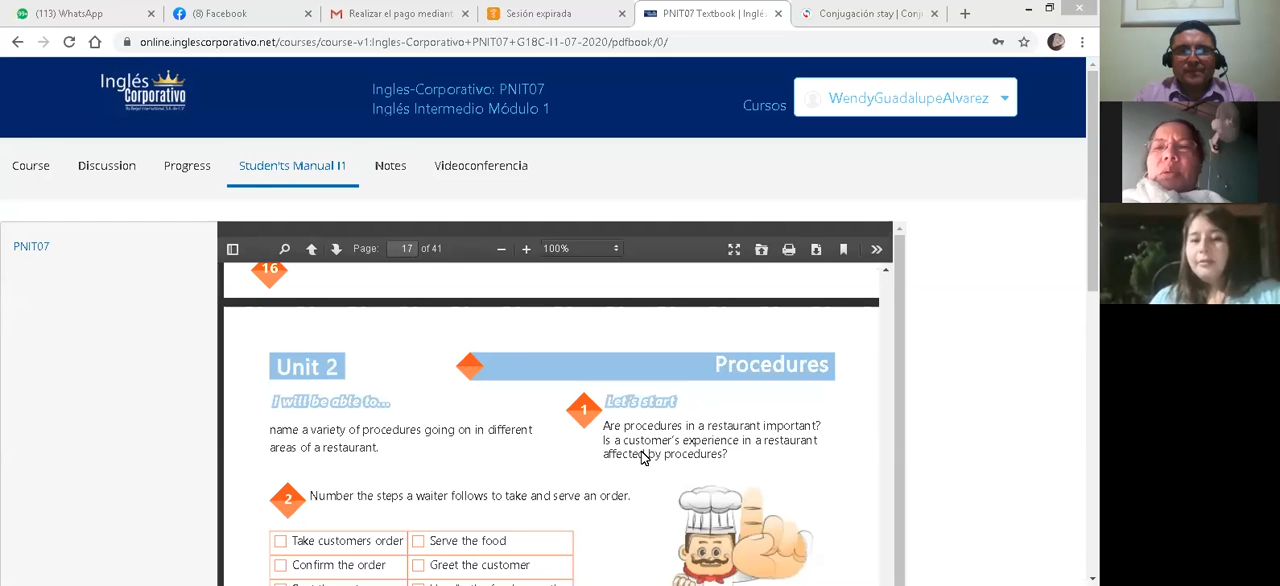 (113) WhatsApp
(8) Facebook
Realizar el pago mediant
Sesión expirada
PNIT07 Textbook | Inglé
Conjugación stay | Conj
online.inglescorporativo.net/courses/course-v1:Ingles-Corporativo+PNIT07+G18C-I1-07-2020/pdfbook/0/
Inglés
Corporativo
Ingles-Corporativo: PNIT07
Inglés Intermedio Módulo 1
Cursos
WendyGuadalupeAlvarez
Course
Discussion
Progress
Student's Manual I1
Notes
Videoconferencia
PNIT07
Page:
17
of 41
100%
16
Unit 2
Procedures
I will be able to...
name a variety of procedures going on in different
areas of a restaurant.
1
Let's start
Are procedures in a restaurant important?
Is a customer's experience in a restaurant
affected by procedures?
2
Number the steps a waiter follows to take and serve an order.
Take customers order
Serve the food
Confirm the order
Greet the customer